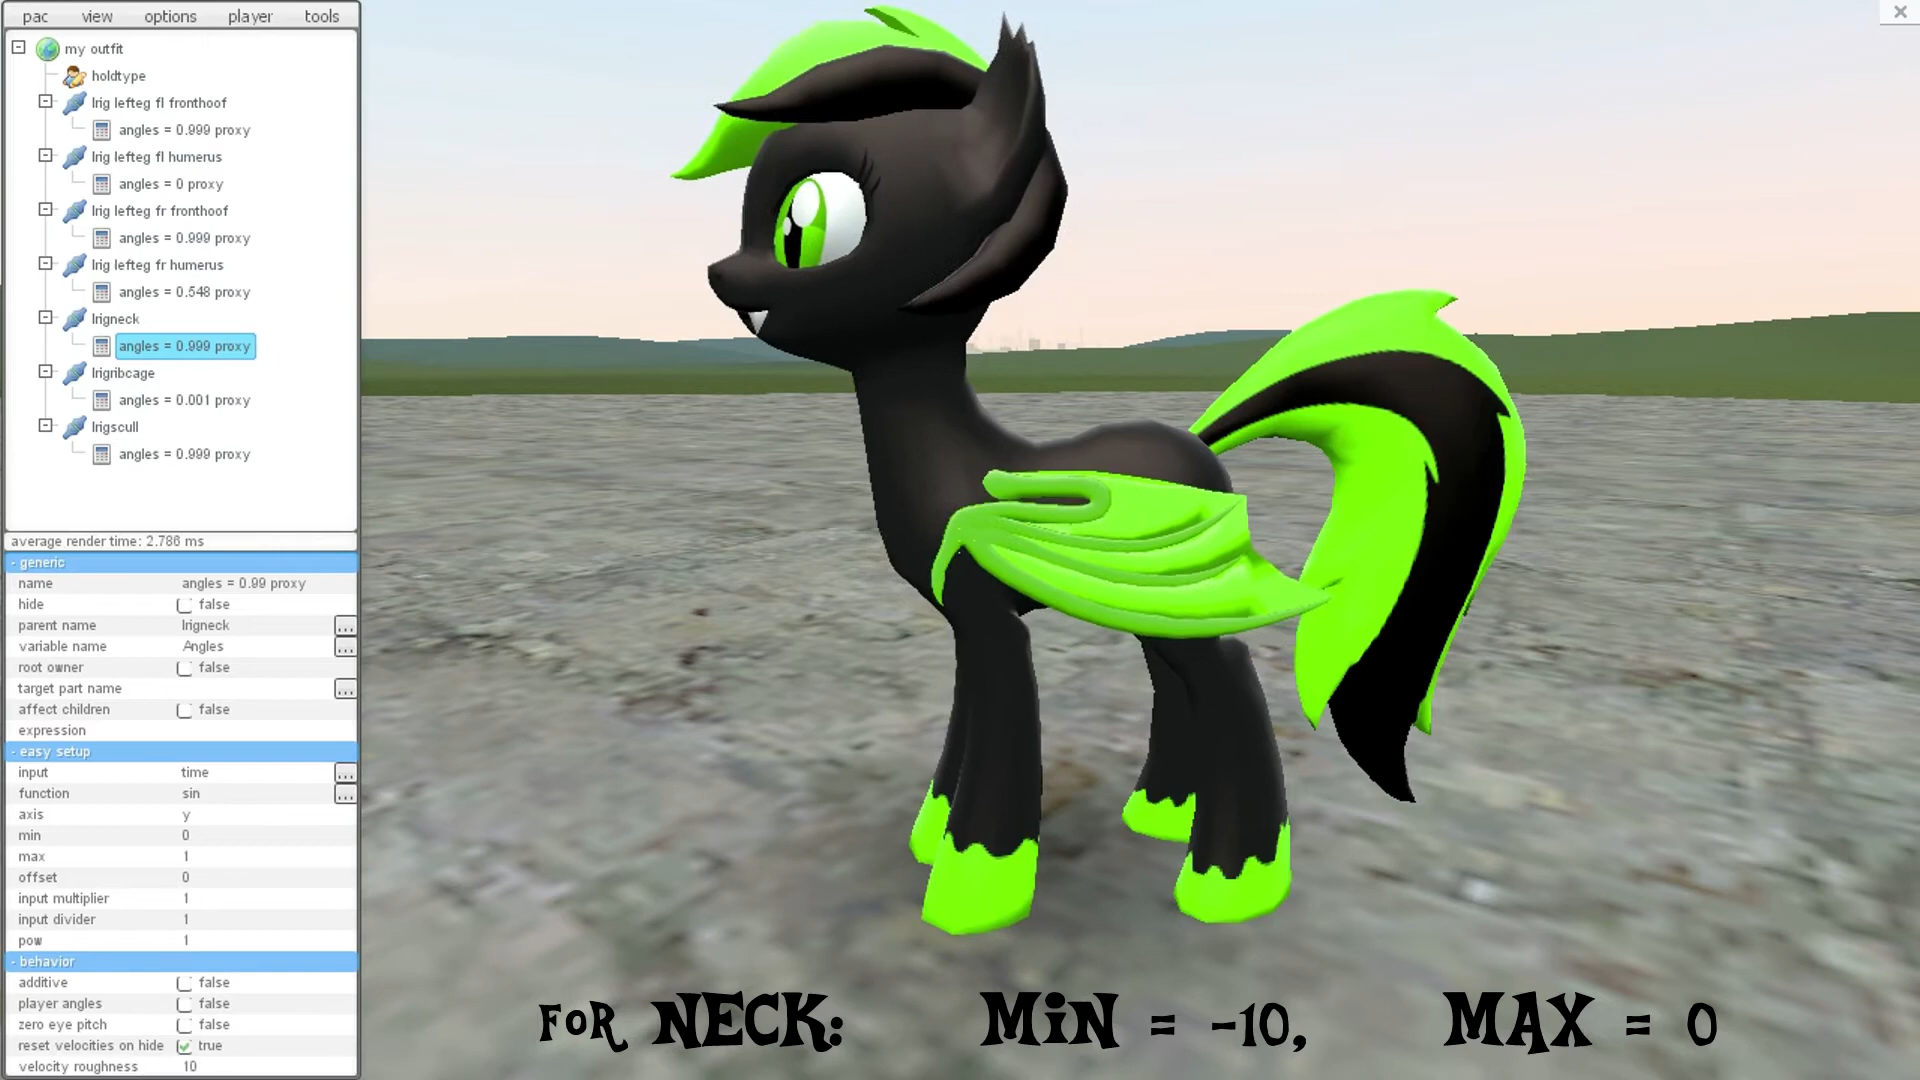 pac view options player tools
my outfit
holdtype
lrig lefteg fl fronthoof
angles = 0.999 proxy
lrig lefteg fl humerus
angles = 0 proxy
lrig lefteg fr fronthoof
angles = 0.999 proxy
lrig lefteg fr humerus
angles = 0.548 proxy
lrigneck
angles = 0.999 proxy
lrigribcage
angles = 0.001 proxy
lrigscull
angles = 0.999 proxy
average render time: 2.786 ms
- generic
name angles = 0.99 proxy
hide false
parent name lrigneck ...
variable name Angles ...
root owner false
target part name ...
affect children false
expression
- easy setup
input time ...
function sin ...
axis y
min 0
max 1
offset 0
input multiplier 1
input divider 1
pow 1
- behavior
additive false
player angles false
zero eye pitch false
reset velocities on hide true
velocity roughness 10
FOR NECK: MiN = -10, MAX = 0